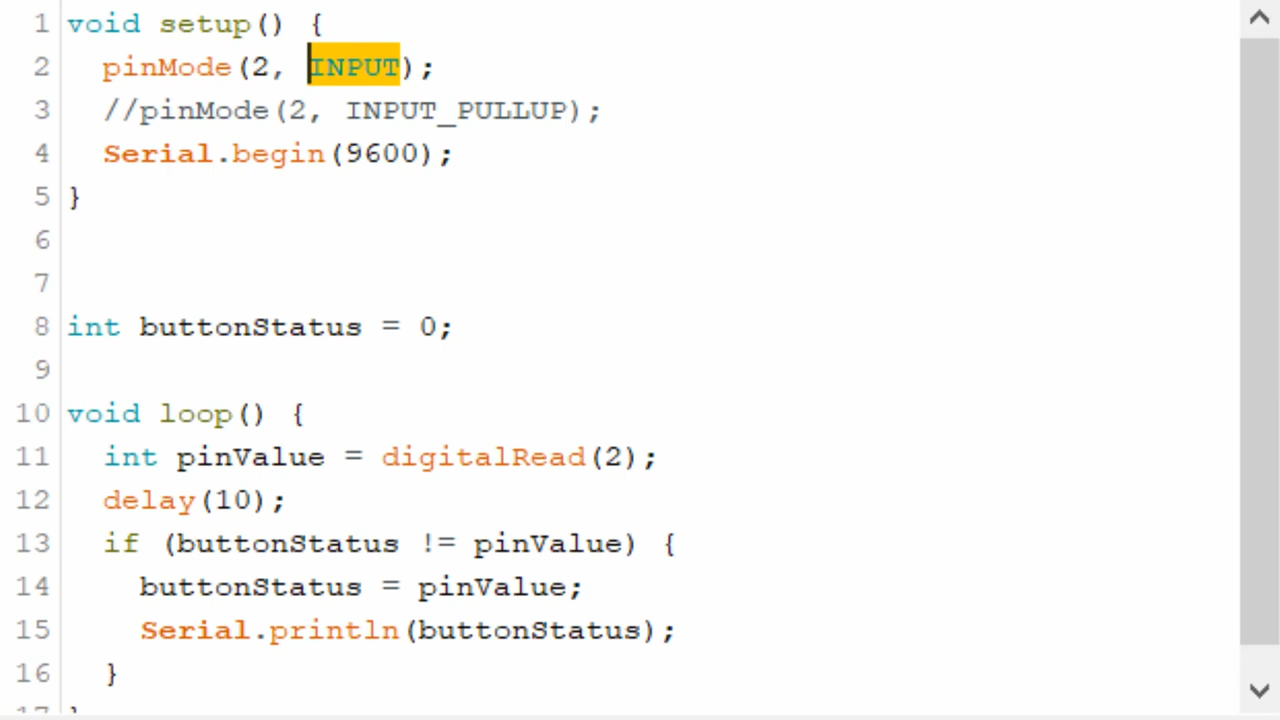 1 void setup() {
2   pinMode(2, INPUT);
3   //pinMode(2, INPUT_PULLUP);
4   Serial.begin(9600);
5 }
6
7
8 int buttonStatus = 0;
9
10 void loop() {
11   int pinValue = digitalRead(2);
12   delay(10);
13   if (buttonStatus != pinValue) {
14     buttonStatus = pinValue;
15     Serial.println(buttonStatus);
16   }